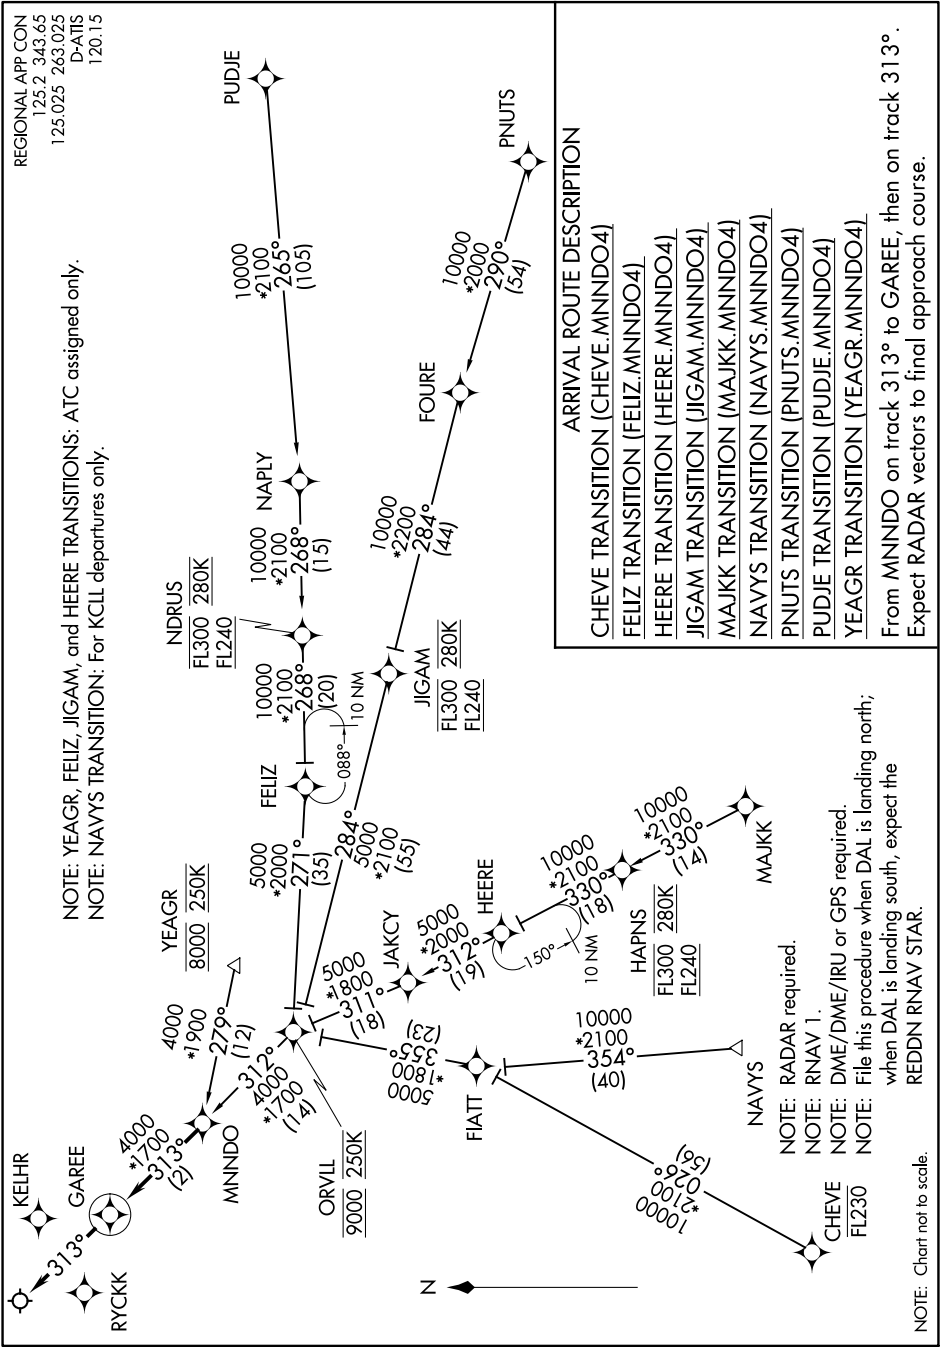 REGIONAL APP CON
125.2 343.65
125.025 263.025
D-ATIS
120.15
NOTE: YEAGR, FELIZ, JIGAM, and HEERE TRANSITIONS: ATC assigned only.
NOTE: NAVYS TRANSITION: For KCLL departures only.
KELHR
GAREE
RYCKK
313°
4000
*1700
313°
(2)
MNNDO
YEAGR
8000 250K
4000
*1900
279°
(12)
312°
4000
*1700
(14)
ORVLL
9000 250K
5000
*2000
271°
(35)
FELIZ
088°
10 NM
10000
*2100
268°
(20)
NDRUS
FL300 280K
FL240
10000
*2100
268°
(15)
NAPLY
10000
*2100
265°
(105)
PUDJE
284°
5000
*2100
(55)
JIGAM
FL300 280K
FL240
10000
*2200
284°
(44)
FOURE
10000
*2000
290°
(54)
PNUTS
5000
*1800
311°
(18)
JAKCY
5000
*2000
312°
(19)
HEERE
150°
10 NM
10000
*2100
330°
(18)
HAPNS
FL300 280K
FL240
10000
*2100
330°
(14)
MAJKK
5000
*1800
355°
(23)
FIATT
10000
*2100
354°
(40)
NAVYS
10000
*2100
026°
(56)
CHEVE
FL230
N
NOTE: RADAR required.
NOTE: RNAV 1.
NOTE: DME/DME/IRU or GPS required.
NOTE: File this procedure when DAL is landing north;
when DAL is landing south, expect the
REDDN RNAV STAR.
NOTE: Chart not to scale.
ARRIVAL ROUTE DESCRIPTION
CHEVE TRANSITION (CHEVE.MNNDO4)
FELIZ TRANSITION (FELIZ.MNNDO4)
HEERE TRANSITION (HEERE.MNNDO4)
JIGAM TRANSITION (JIGAM.MNNDO4)
MAJKK TRANSITION (MAJKK.MNNDO4)
NAVYS TRANSITION (NAVYS.MNNDO4)
PNUTS TRANSITION (PNUTS.MNNDO4)
PUDJE TRANSITION (PUDJE.MNNDO4)
YEAGR TRANSITION (YEAGR.MNNDO4)
From MNNDO on track 313° to GAREE, then on track 313°.
Expect RADAR vectors to final approach course.